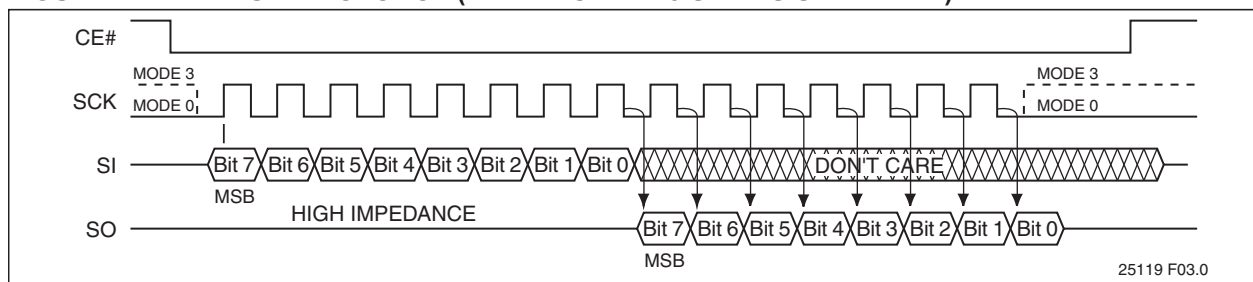 CE#
MODE 3 MODE 3
SCK MODE 0 MODE 0
SI Bit 7 Bit 6 Bit 5 Bit 4 Bit 3 Bit 2 Bit 1 Bit 0 DON'T CARE
MSB
HIGH IMPEDANCE
SO Bit 7 Bit 6 Bit 5 Bit 4 Bit 3 Bit 2 Bit 1 Bit 0
MSB
25119 F03.0